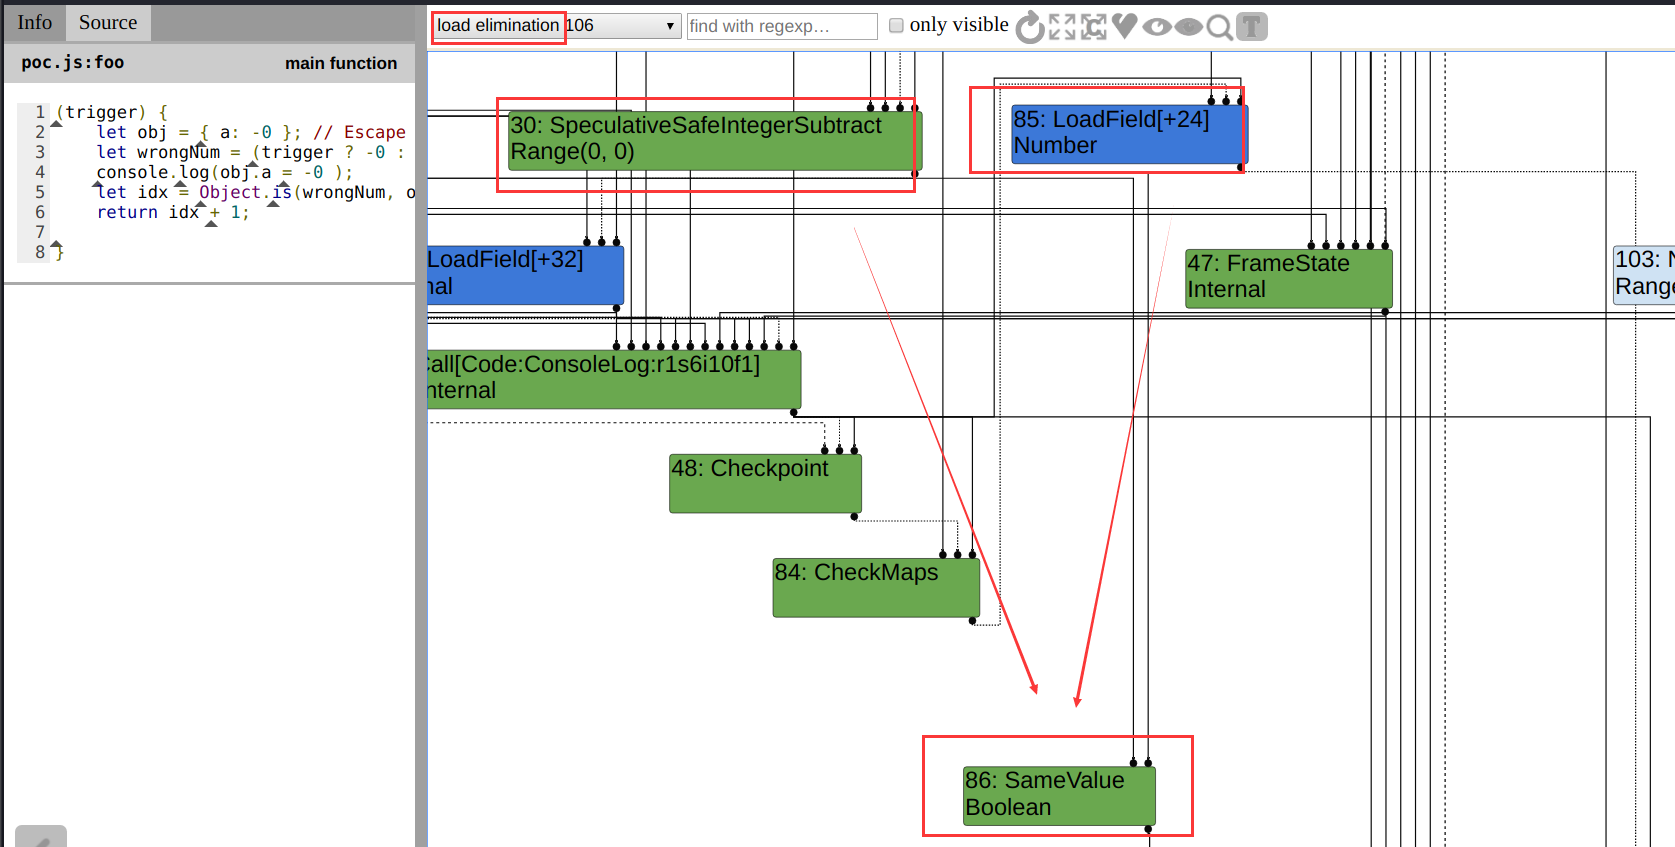 Info Source
load elimination 106
find with regexp…
only visible
T
poc.js:foo
main function
1 (trigger) {
2 let obj = { a: -0 }; // Escape
3 let wrongNum = (trigger ? -0 :
4 console.log(obj.a = -0 );
5 let idx = Object.is(wrongNum, o
6 return idx + 1;
7
8 }
30: SpeculativeSafeIntegerSubtract
Range(0, 0)
85: LoadField[+24]
Number
LoadField[+32]
nal
47: FrameState
Internal
103: N
Range
Call[Code:ConsoleLog:r1s6i10f1]
nternal
48: Checkpoint
84: CheckMaps
86: SameValue
Boolean